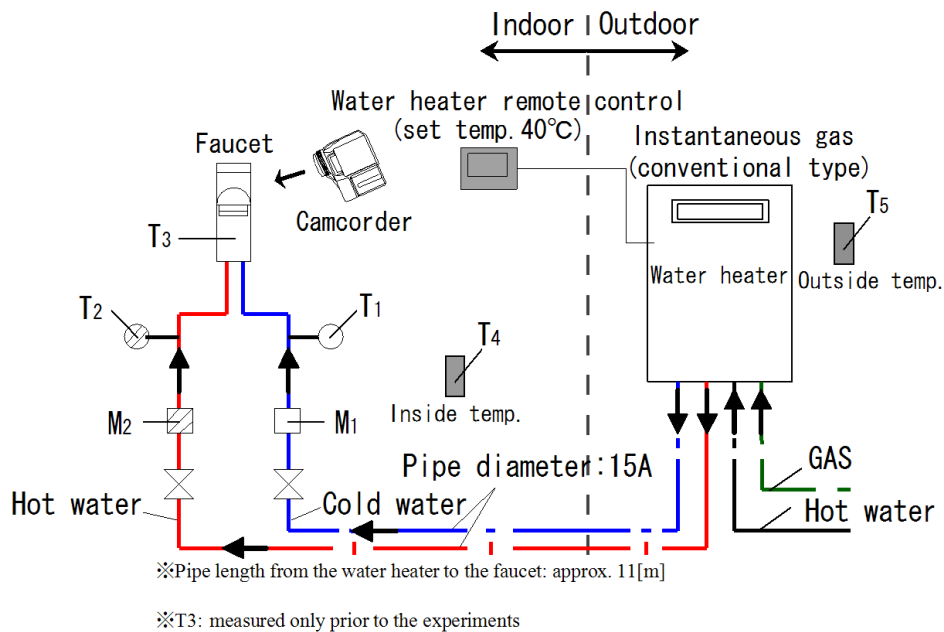 Indoor Outdoor
Water heater remote control
(set temp. 40℃)
Instantaneous gas
(conventional type)
Faucet
Camcorder
T3
T5
Water heater
Outside temp.
T2
T1
T4
Inside temp.
M2
M1
Pipe diameter:15A
GAS
Hot water
Cold water
Hot water
※Pipe length from the water heater to the faucet: approx. 11[m]
※T3: measured only prior to the experiments